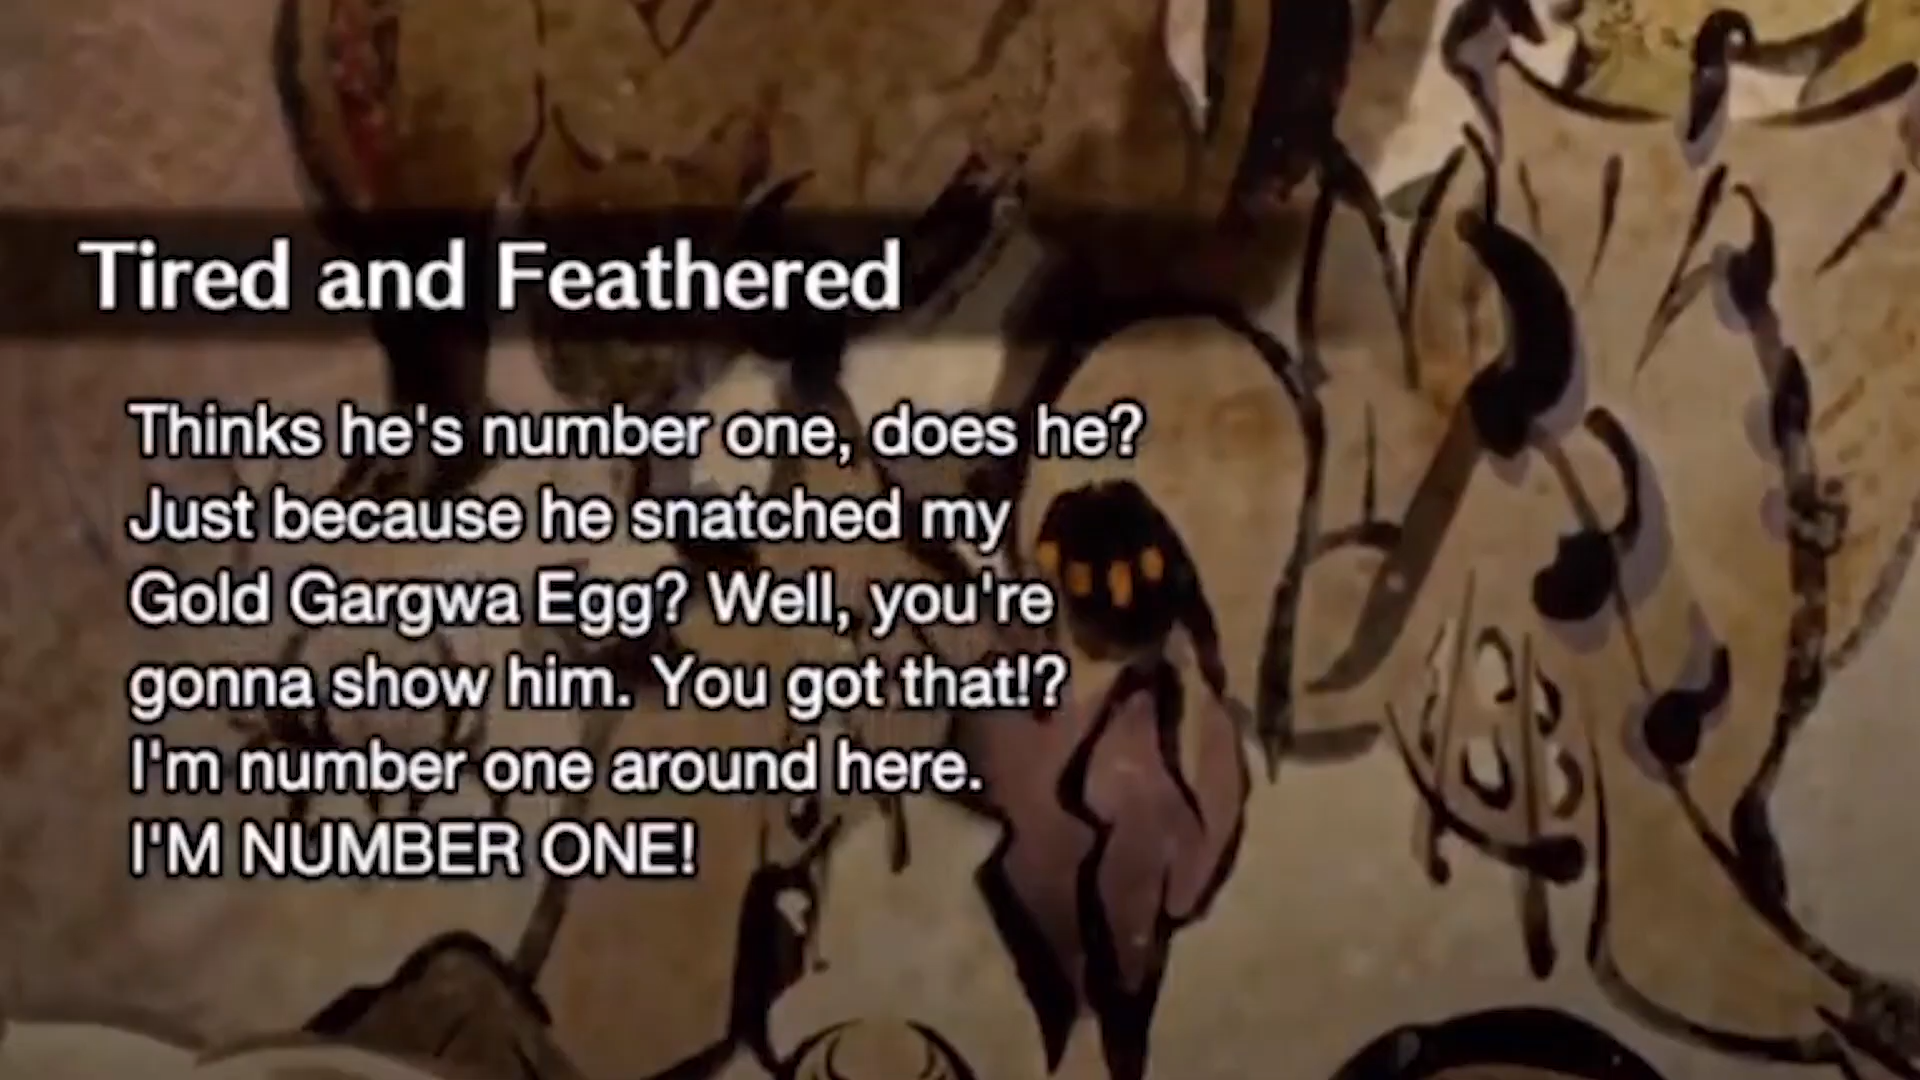 Tired and Feathered
Thinks he's number one, does he?
Just because he snatched my
Gold Gargwa Egg? Well, you're
gonna show him. You got that!?
I'm number one around here.
I'M NUMBER ONE!